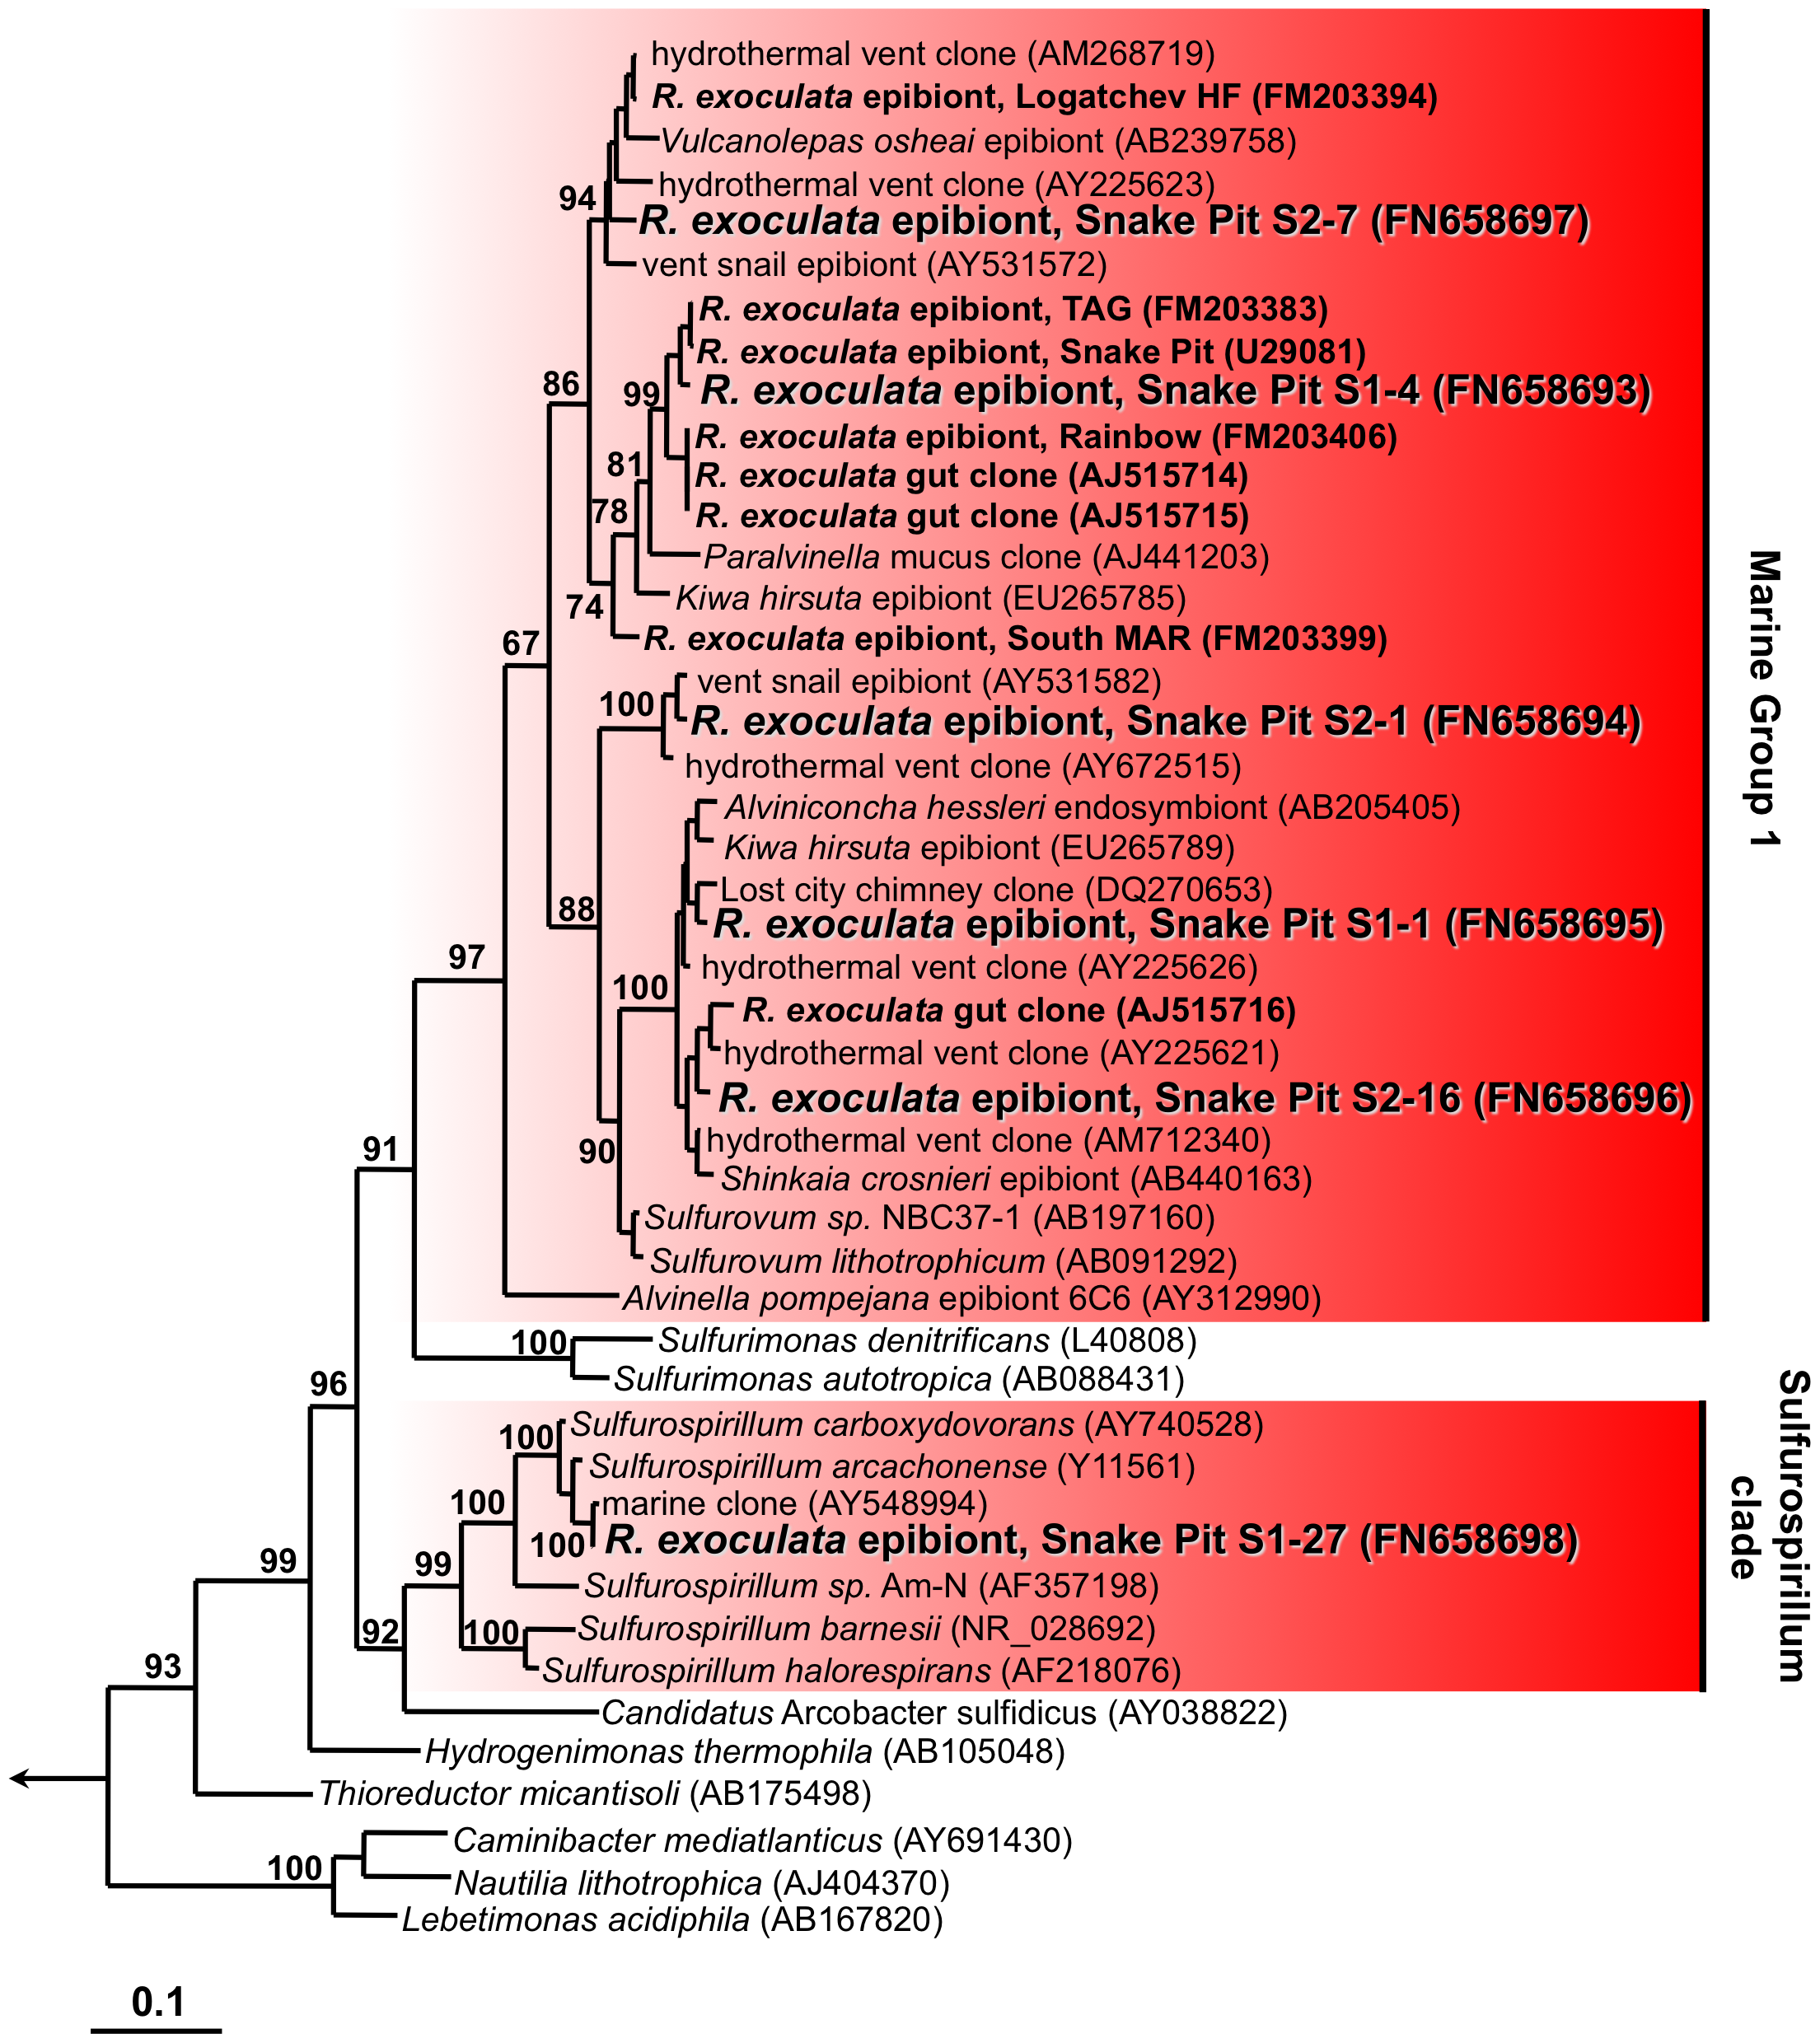 hydrothermal vent clone (AM268719)
R. exoculata epibiont, Logatchev HF (FM203394)
Vulcanolepas osheai epibiont (AB239758)
hydrothermal vent clone (AY225623)
94
R. exoculata epibiont, Snake Pit S2-7 (FN658697)
vent snail epibiont (AY531572)
R. exoculata epibiont, TAG (FM203383)
R. exoculata epibiont, Snake Pit (U29081)
86
99
R. exoculata epibiont, Snake Pit S1-4 (FN658693)
R. exoculata epibiont, Rainbow (FM203406)
81
R. exoculata gut clone (AJ515714)
78
R. exoculata gut clone (AJ515715)
Paralvinella mucus clone (AJ441203)
Kiwa hirsuta epibiont (EU265785)
74
R. exoculata epibiont, South MAR (FM203399)
67
vent snail epibiont (AY531582)
100
R. exoculata epibiont, Snake Pit S2-1 (FN658694)
hydrothermal vent clone (AY672515)
Marine Group 1
Alviniconcha hessleri endosymbiont (AB205405)
Kiwa hirsuta epibiont (EU265789)
Lost city chimney clone (DQ270653)
88
R. exoculata epibiont, Snake Pit S1-1 (FN658695)
97
hydrothermal vent clone (AY225626)
100
R. exoculata gut clone (AJ515716)
hydrothermal vent clone (AY225621)
R. exoculata epibiont, Snake Pit S2-16 (FN658696)
91
90
hydrothermal vent clone (AM712340)
Shinkaia crosnieri epibiont (AB440163)
Sulfurovum sp. NBC37-1 (AB197160)
Sulfurovum lithotrophicum (AB091292)
Alvinella pompejana epibiont 6C6 (AY312990)
100
Sulfurimonas denitrificans (L40808)
Sulfurimonas autotropica (AB088431)
96
Sulfurospirillum carboxydovorans (AY740528)
100
Sulfurospirillum arcachonense (Y11561)
100
marine clone (AY548994)
100
R. exoculata epibiont, Snake Pit S1-27 (FN658698)
Sulfurospirillum
clade
99
99
Sulfurospirillum sp. Am-N (AF357198)
92
100
Sulfurospirillum barnesii (NR_028692)
Sulfurospirillum halorespirans (AF218076)
93
Candidatus Arcobacter sulfidicus (AY038822)
Hydrogenimonas thermophila (AB105048)
Thioreductor micantisoli (AB175498)
Caminibacter mediatlanticus (AY691430)
100
Nautilia lithotrophica (AJ404370)
Lebetimonas acidiphila (AB167820)
0.1